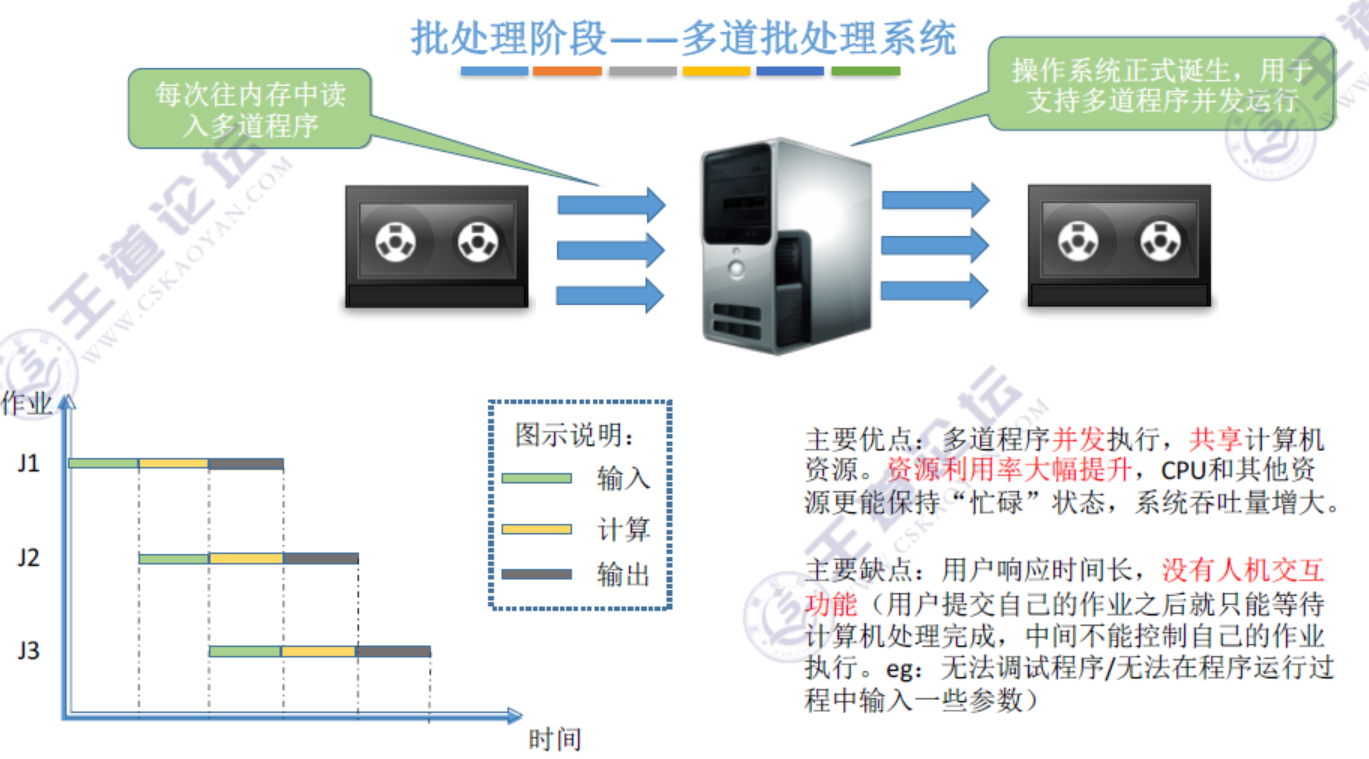 批处理阶段——多道批处理系统
每次往内存中读
入多道程序
操作系统正式诞生，用于
支持多道程序并发运行
作业
J1
J2
J3
时间
图示说明：
输入
计算
输出
主要优点：多道程序并发执行，共享计算机
资源。资源利用率大幅提升，CPU和其他资
源更能保持“忙碌”状态，系统吞吐量增大。
主要缺点：用户响应时间长，没有人机交互
功能（用户提交自己的作业之后就只能等待
计算机处理完成，中间不能控制自己的作业
执行。eg：无法调试程序/无法在程序运行过
程中输入一些参数）
王道论坛
WWW.CSKAOYAN.COM